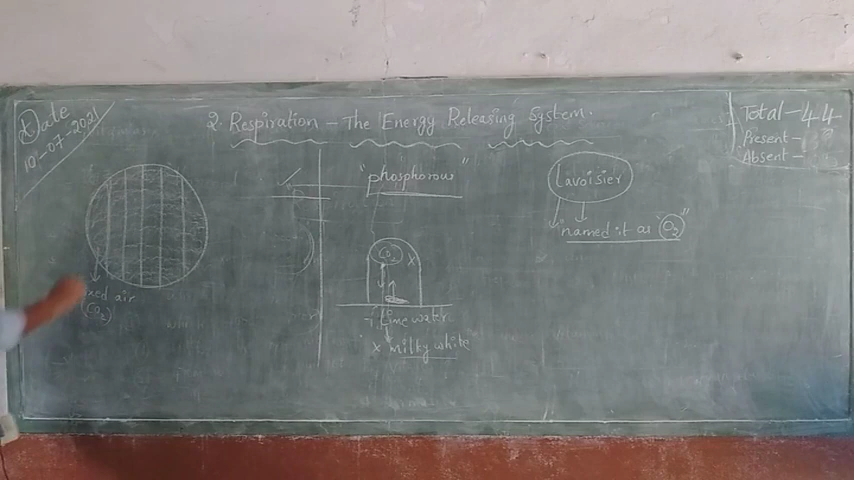 Date
10-07-2021
2. Respiration - The Energy Releasing System.
Total - 44
Present -
Absent -
"phosphorous"
Lavoisier
"named it as O2"
air
(CO2)
CO2
x
Lime water
x milky white